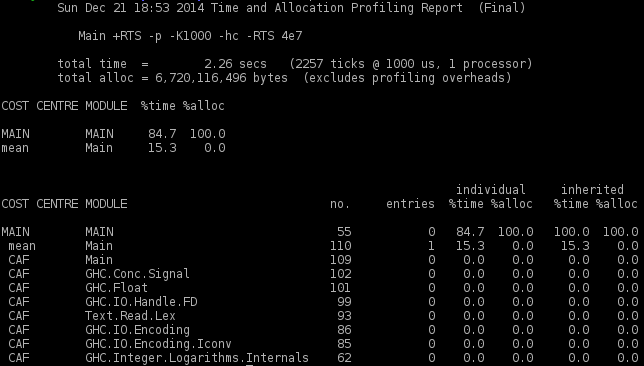 Sun Dec 21 18:53 2014 Time and Allocation Profiling Report  (Final)
Main +RTS -p -K1000 -hc -RTS 4e7
total time  =        2.26 secs   (2257 ticks @ 1000 us, 1 processor)
total alloc = 6,720,116,496 bytes  (excludes profiling overheads)
COST CENTRE MODULE  %time %alloc
MAIN        MAIN     84.7  100.0
mean        Main     15.3    0.0
individual     inherited
COST CENTRE MODULE                           no.     entries  %time %alloc   %time %alloc
MAIN        MAIN                              55           0   84.7  100.0   100.0  100.0
mean       Main                             110           1   15.3    0.0    15.3    0.0
CAF        Main                             109           0    0.0    0.0     0.0    0.0
CAF        GHC.Conc.Signal                  102           0    0.0    0.0     0.0    0.0
CAF        GHC.Float                        101           0    0.0    0.0     0.0    0.0
CAF        GHC.IO.Handle.FD                  99           0    0.0    0.0     0.0    0.0
CAF        Text.Read.Lex                     93           0    0.0    0.0     0.0    0.0
CAF        GHC.IO.Encoding                   86           0    0.0    0.0     0.0    0.0
CAF        GHC.IO.Encoding.Iconv             85           0    0.0    0.0     0.0    0.0
CAF        GHC.Integer.Logarithms.Internals  62           0    0.0    0.0     0.0    0.0